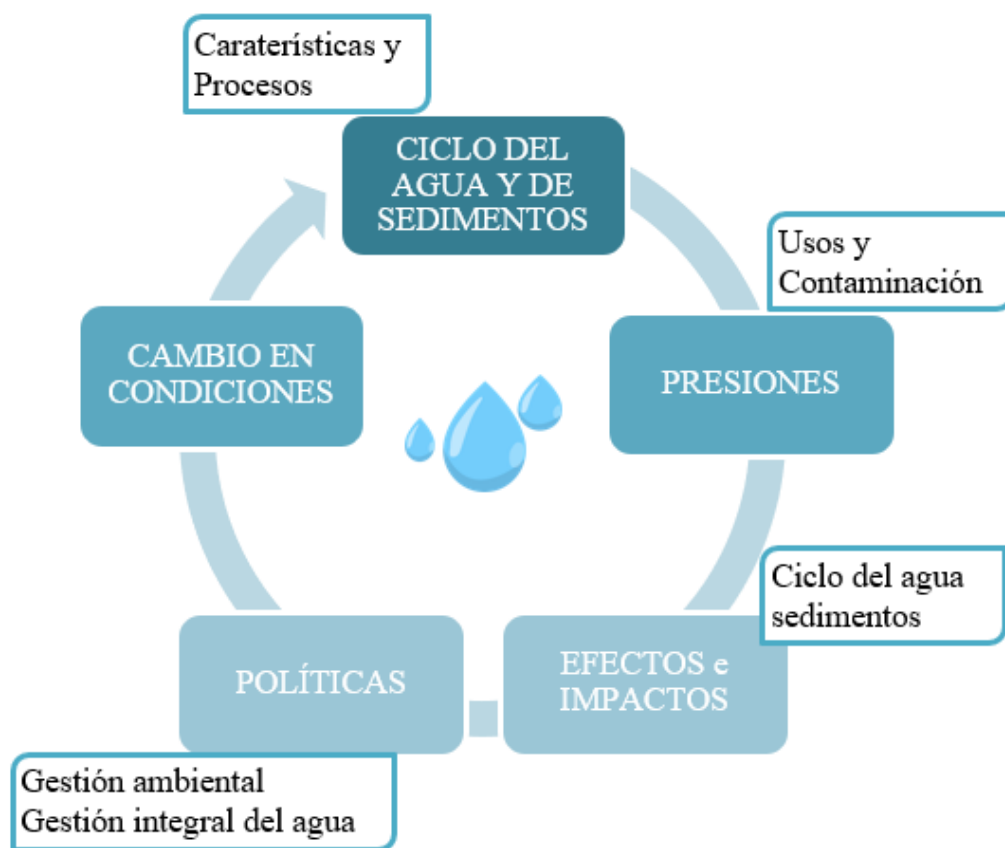 Caraterísticas y
Procesos
CICLO DEL
AGUA Y DE
SEDIMENTOS
Usos y
Contaminación
PRESIONES
Ciclo del agua
sedimentos
EFECTOS e
IMPACTOS
POLÍTICAS
Gestión ambiental
Gestión integral del agua
CAMBIO EN
CONDICIONES